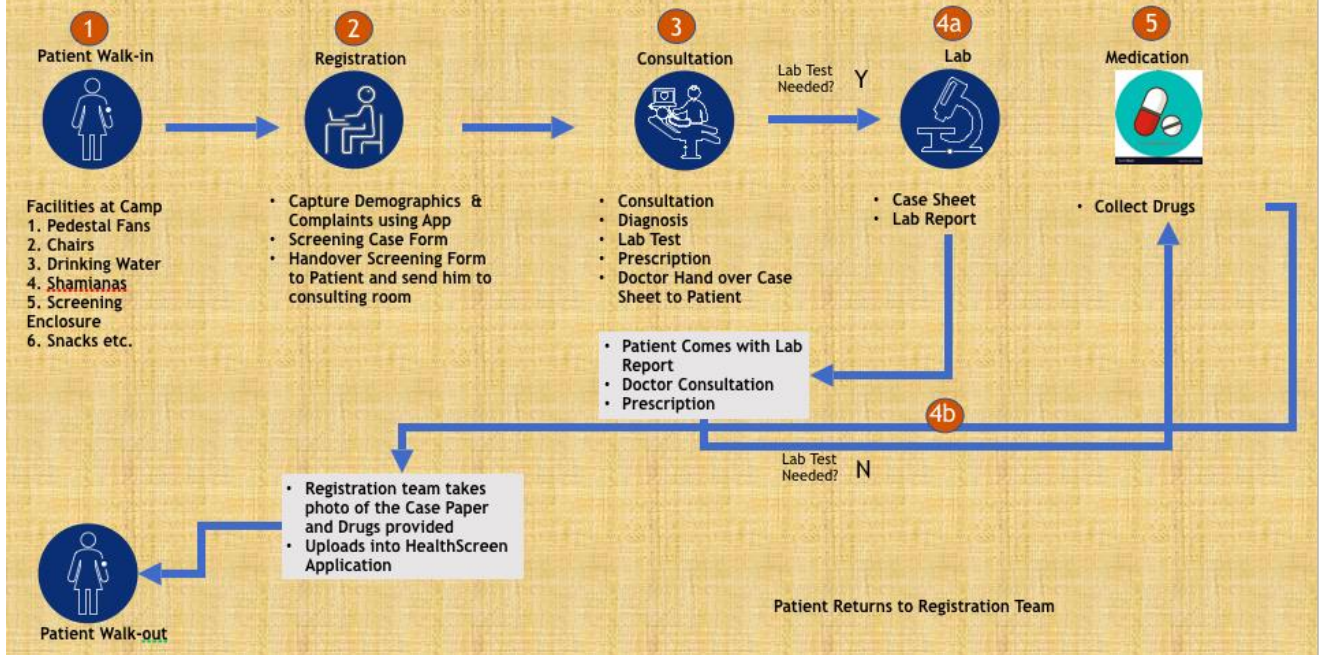 1
Patient Walk-in
2
Registration
3
Consultation
Lab Test
Needed?
Y
4a
Lab
5
Medication
Facilities at Camp
1. Pedestal Fans
2. Chairs
3. Drinking Water
4. Shamianas
5. Screening
Enclosure
6. Snacks etc.
• Capture Demographics &
Complaints using App
• Screening Case Form
• Handover Screening Form
to Patient and send him to
consulting room
• Consultation
• Diagnosis
• Lab Test
• Prescription
• Doctor Hand over Case
Sheet to Patient
• Case Sheet
• Lab Report
• Collect Drugs
• Patient Comes with Lab
Report
• Doctor Consultation
• Prescription
4b
Lab Test
Needed?
N
• Registration team takes
photo of the Case Paper
and Drugs provided
• Uploads into HealthScreen
Application
Patient Walk-out
Patient Returns to Registration Team